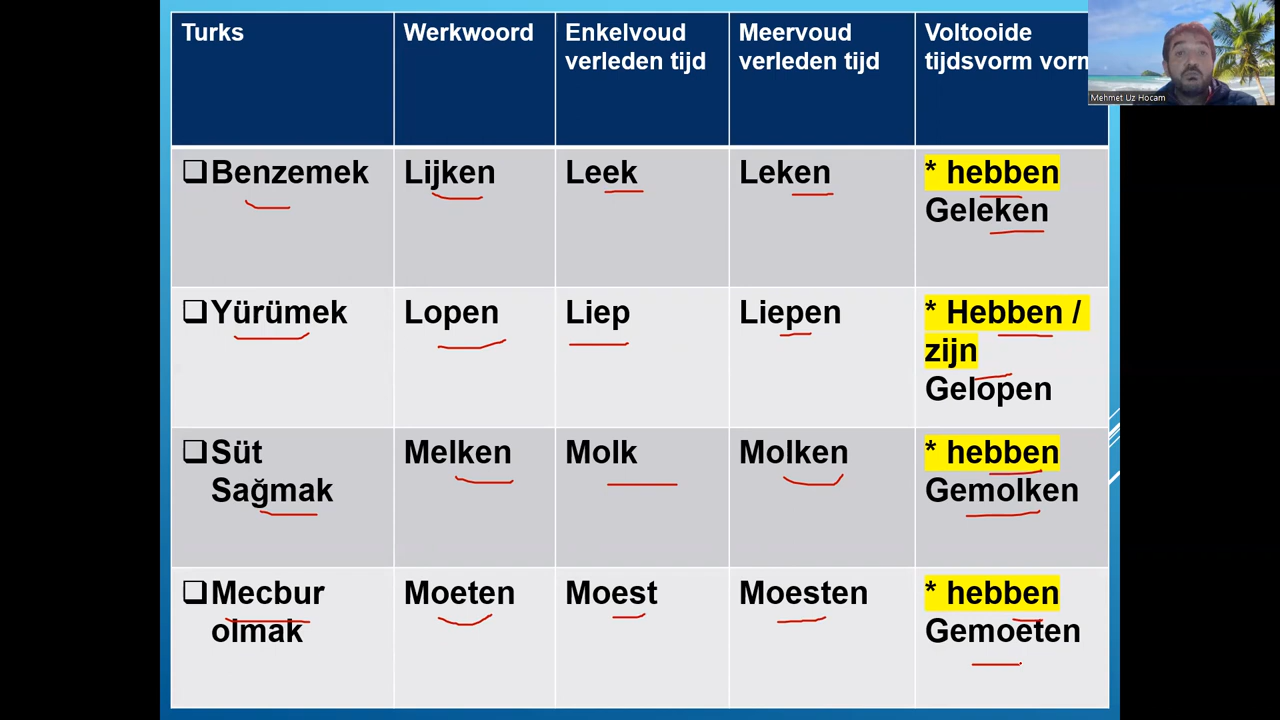 Turks
Werkwoord
Enkelvoud
verleden tijd
Meervoud
verleden tijd
Voltooide
tijdsvorm vorm
Mehmet Uz Hocam
Benzemek
Lijken
Leek
Leken
* hebben
Geleken
Yürümek
Lopen
Liep
Liepen
* Hebben /
zijn
Gelopen
Süt
Sağmak
Melken
Molk
Molken
* hebben
Gemolken
Mecbur
olmak
Moeten
Moest
Moesten
* hebben
Gemoeten